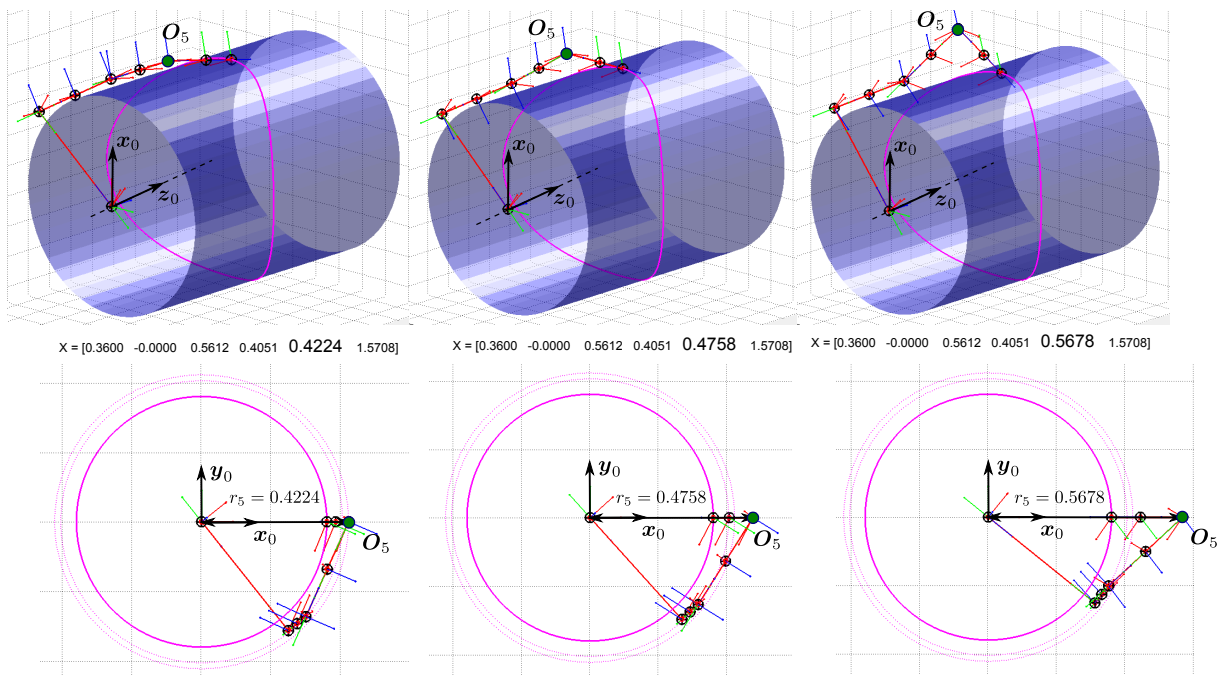 O₅ O₅ O₅
x₀ x₀ x₀
z₀ z₀ z₀
X = [0.3600 -0.0000 0.5612 0.4051 0.4224 1.5708]
X = [0.3600 -0.0000 0.5612 0.4051 0.4758 1.5708]
X = [0.3600 -0.0000 0.5612 0.4051 0.5678 1.5708]
y₀ y₀ y₀
r₅ = 0.4224 r₅ = 0.4758 r₅ = 0.5678
x₀ O₅ x₀ O₅ x₀ O₅